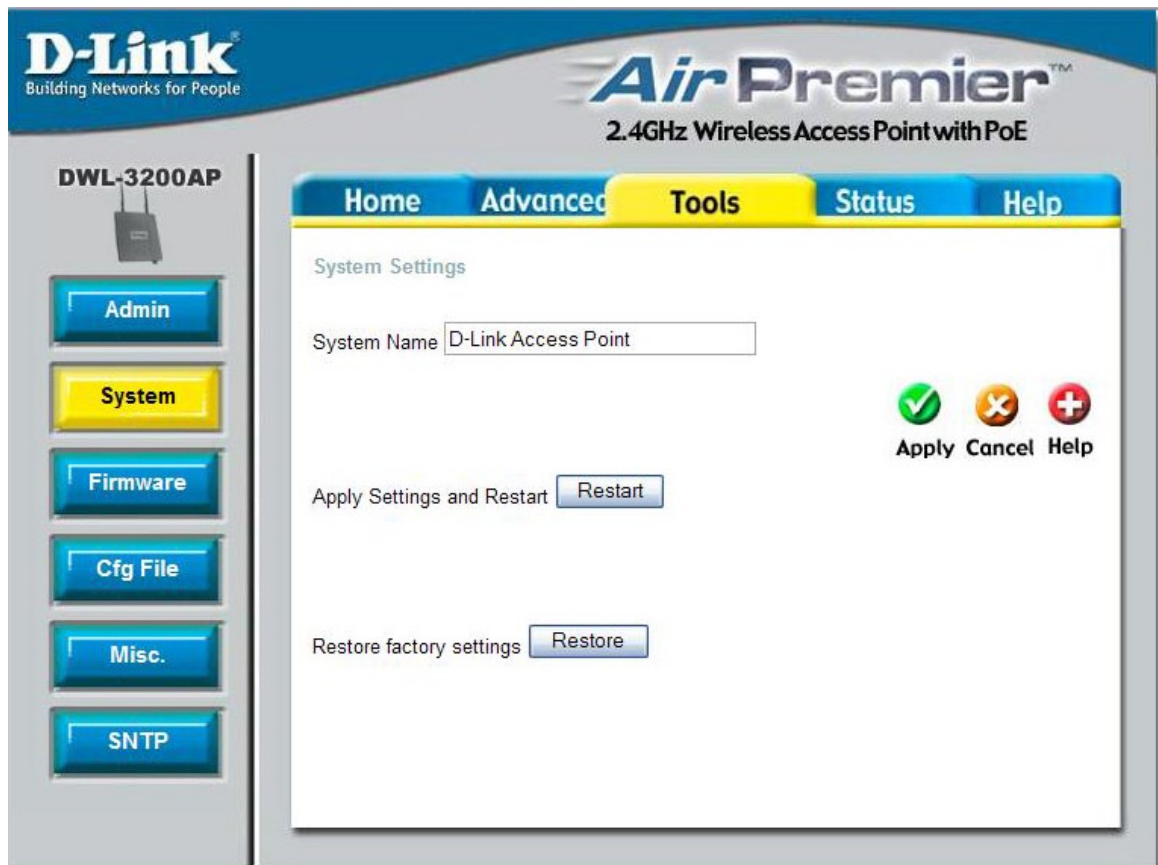 D-Link®
Building Networks for People
Air Premier™
2.4GHz Wireless Access Point with PoE
DWL-3200AP
Home Advanced Tools Status Help
Admin
System
Firmware
Cfg File
Misc.
SNTP
System Settings
System Name D-Link Access Point
Apply Cancel Help
Apply Settings and Restart Restart
Restore factory settings Restore